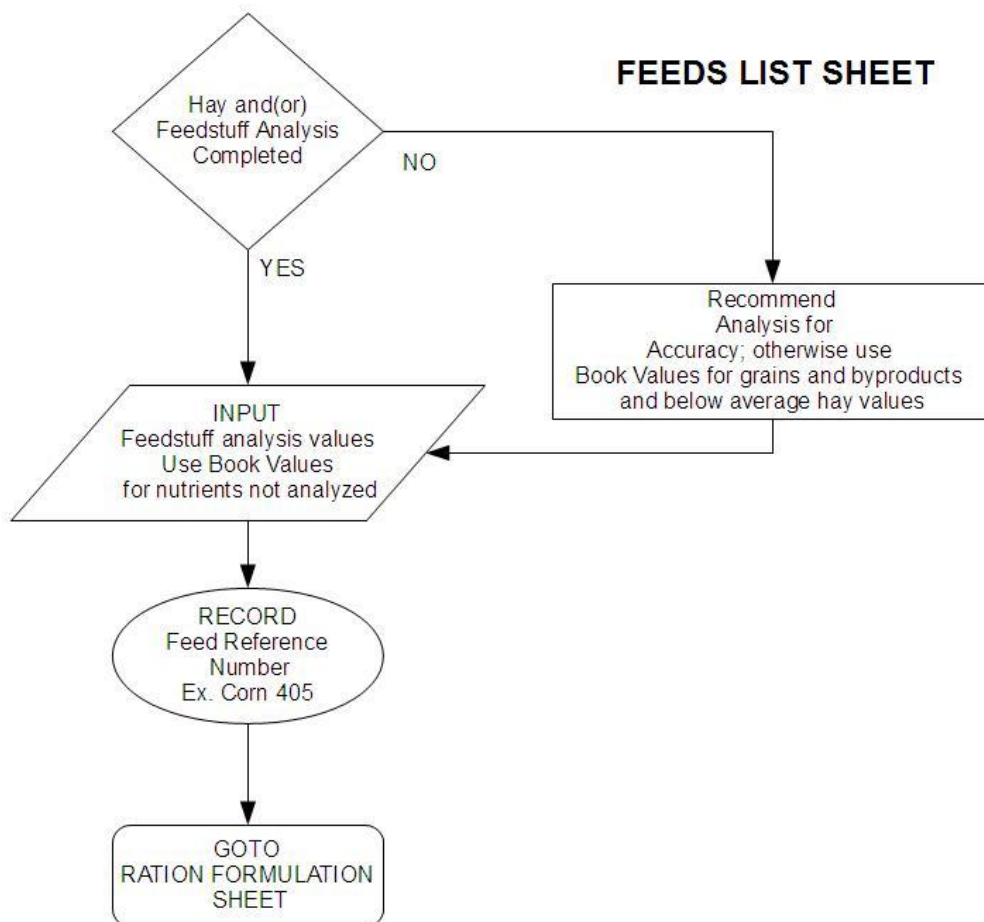 FEEDS LIST SHEET
Hay and(or)
Feedstuff Analysis
Completed
NO
YES
Recommend
Analysis for
Accuracy; otherwise use
Book Values for grains and byproducts
and below average hay values
INPUT
Feedstuff analysis values
Use Book Values
for nutrients not analyzed
RECORD
Feed Reference
Number
Ex. Corn 405
GOTO
RATION FORMULATION
SHEET